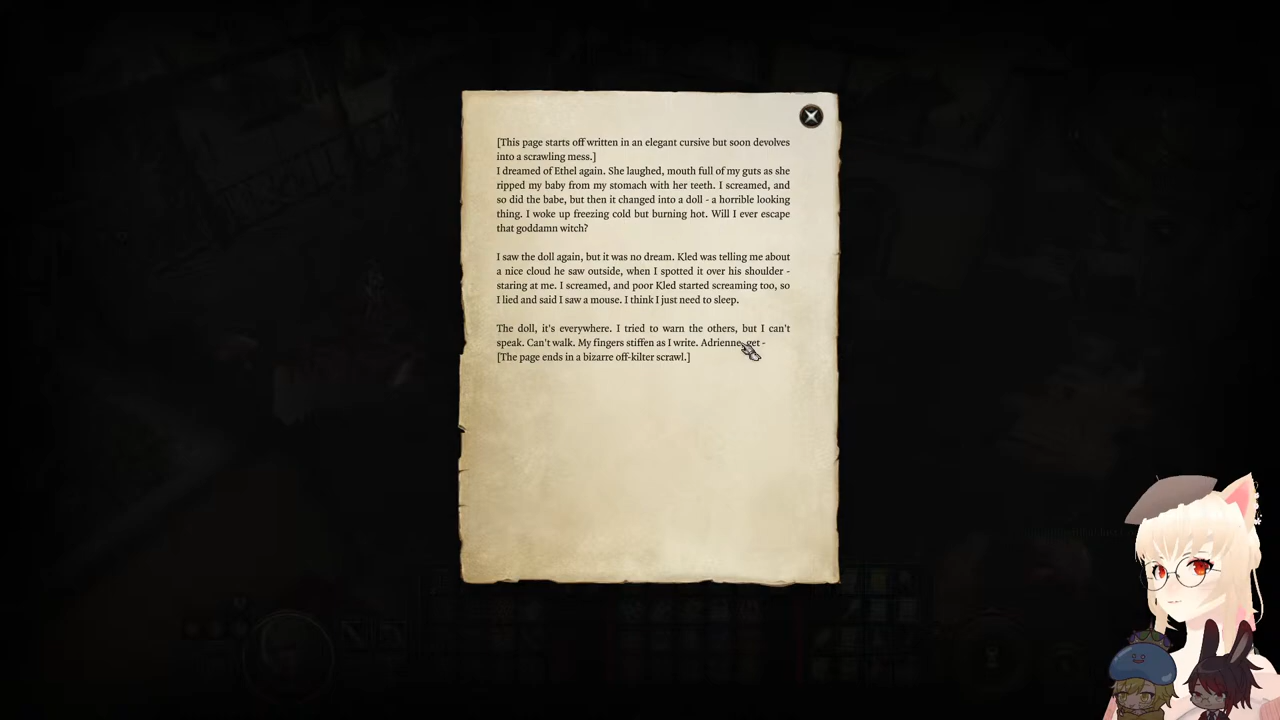 [This page starts off written in an elegant cursive but soon devolves
into a scrawling mess.]
I dreamed of Ethel again. She laughed, mouth full of my guts as she
ripped my baby from my stomach with her teeth. I screamed, and
so did the babe, but then it changed into a doll - a horrible looking
thing. I woke up freezing cold but burning hot. Will I ever escape
that goddamn witch?
I saw the doll again, but it was no dream. Kled was telling me about
a nice cloud he saw outside, when I spotted it over his shoulder -
staring at me. I screamed, and poor Kled started screaming too, so
I lied and said I saw a mouse. I think I just need to sleep.
The doll, it's everywhere. I tried to warn the others, but I can't
speak. Can't walk. My fingers stiffen as I write. Adrienne, get -
[The page ends in a bizarre off-kilter scrawl.]